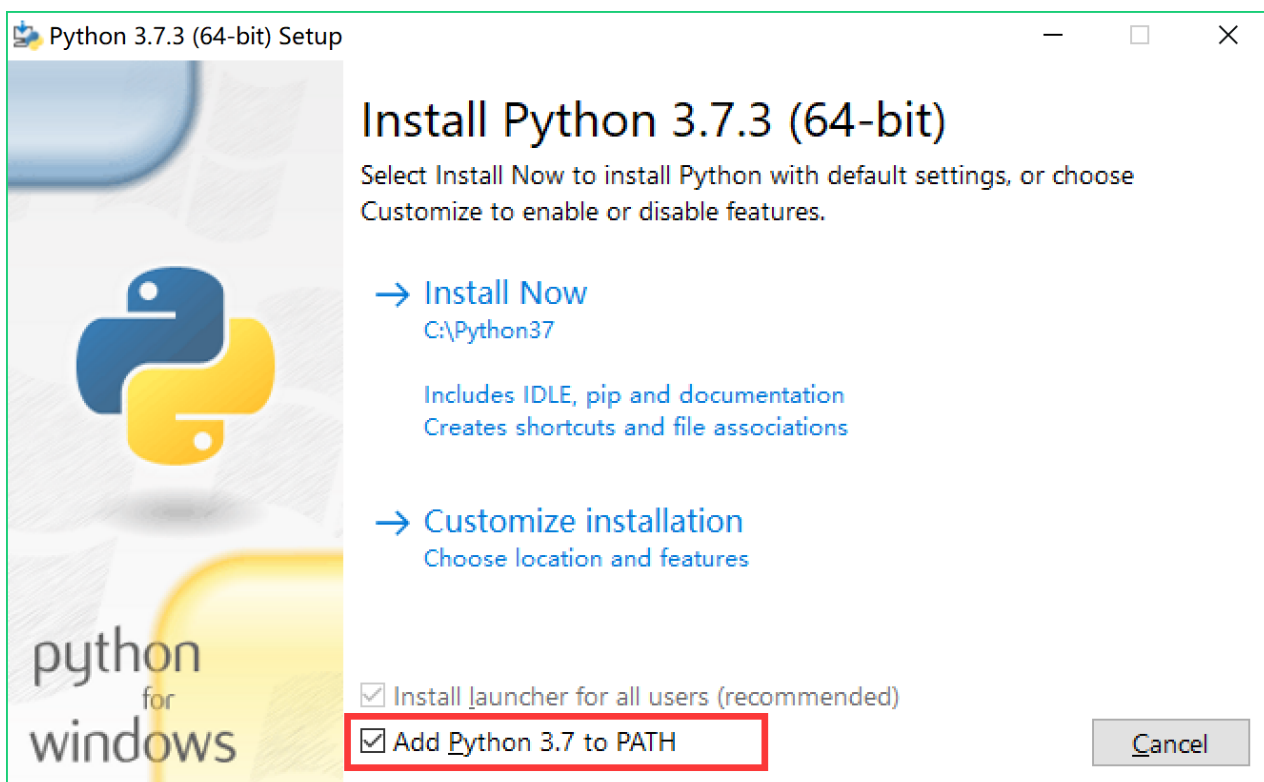 Python 3.7.3 (64-bit) Setup
Install Python 3.7.3 (64-bit)
Select Install Now to install Python with default settings, or choose
Customize to enable or disable features.
Install Now
C:\Python37
Includes IDLE, pip and documentation
Creates shortcuts and file associations
Customize installation
Choose location and features
python
for
windows
Install launcher for all users (recommended)
Add Python 3.7 to PATH
Cancel